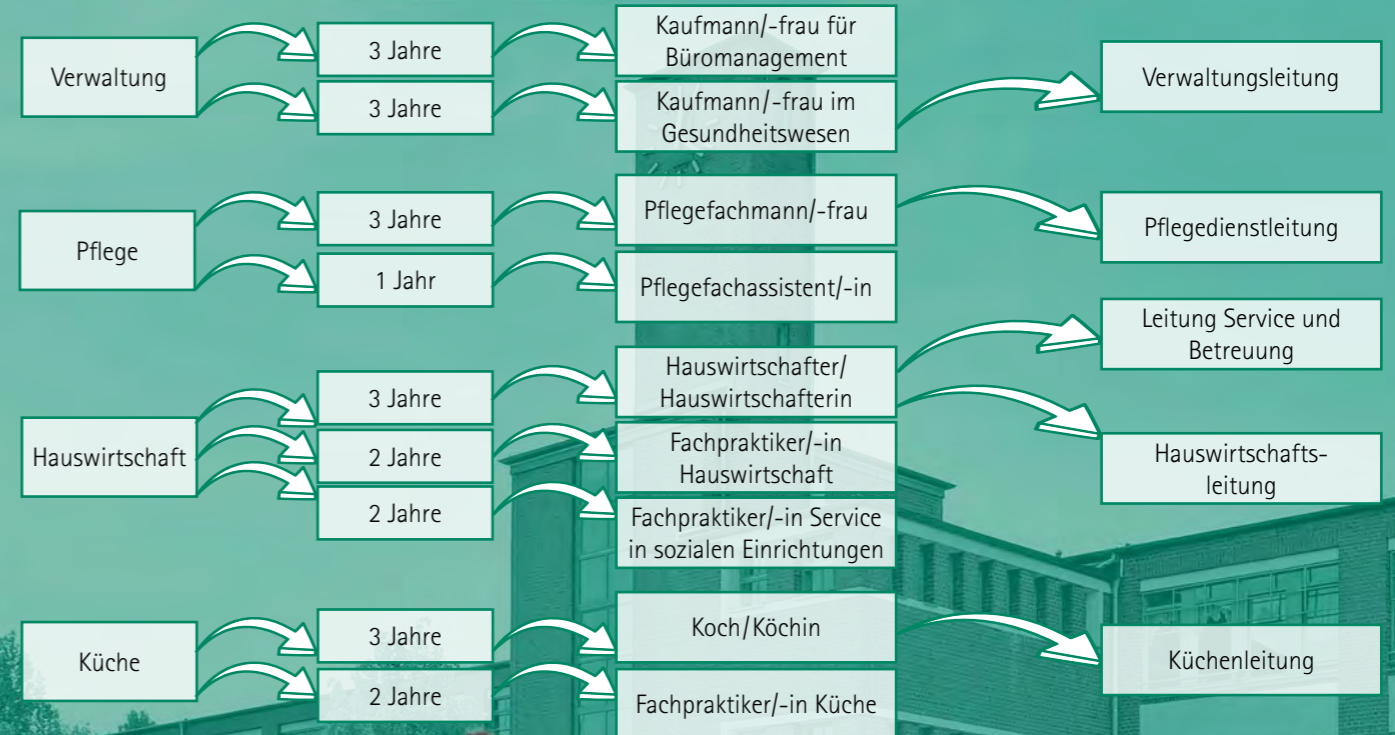 Verwaltung
3 Jahre
Kaufmann/-frau für
Büromanagement
3 Jahre
Kaufmann/-frau im
Gesundheitswesen
Verwaltungsleitung
Pflege
3 Jahre
Pflegefachmann/-frau
Pflegedienstleitung
1 Jahr
Pflegefachassistent/-in
Hauswirtschaft
3 Jahre
Hauswirtschafter/
Hauswirtschafterin
Leitung Service und
Betreuung
Hauswirtschafts-
leitung
2 Jahre
Fachpraktiker/-in
Hauswirtschaft
2 Jahre
Fachpraktiker/-in Service
in sozialen Einrichtungen
Küche
3 Jahre
Koch/Köchin
Küchenleitung
2 Jahre
Fachpraktiker/-in Küche